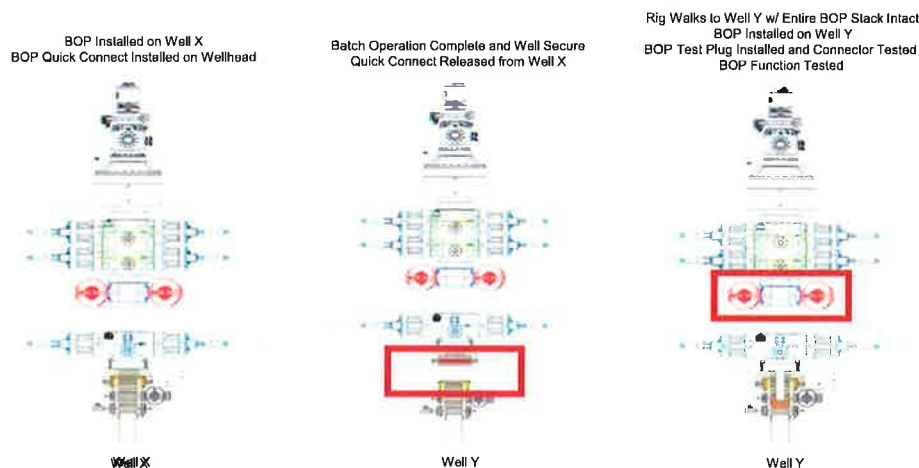 BOP Installed on Well X
BOP Quick Connect Installed on Wellhead
Batch Operation Complete and Well Secure
Quick Connect Released from Well X
Rig Walks to Well Y w/ Entire BOP Stack Intact
BOP Installed on Well Y
BOP Test Plug Installed and Connector Tested
BOP Function Tested
Well X
Well Y
Well Y